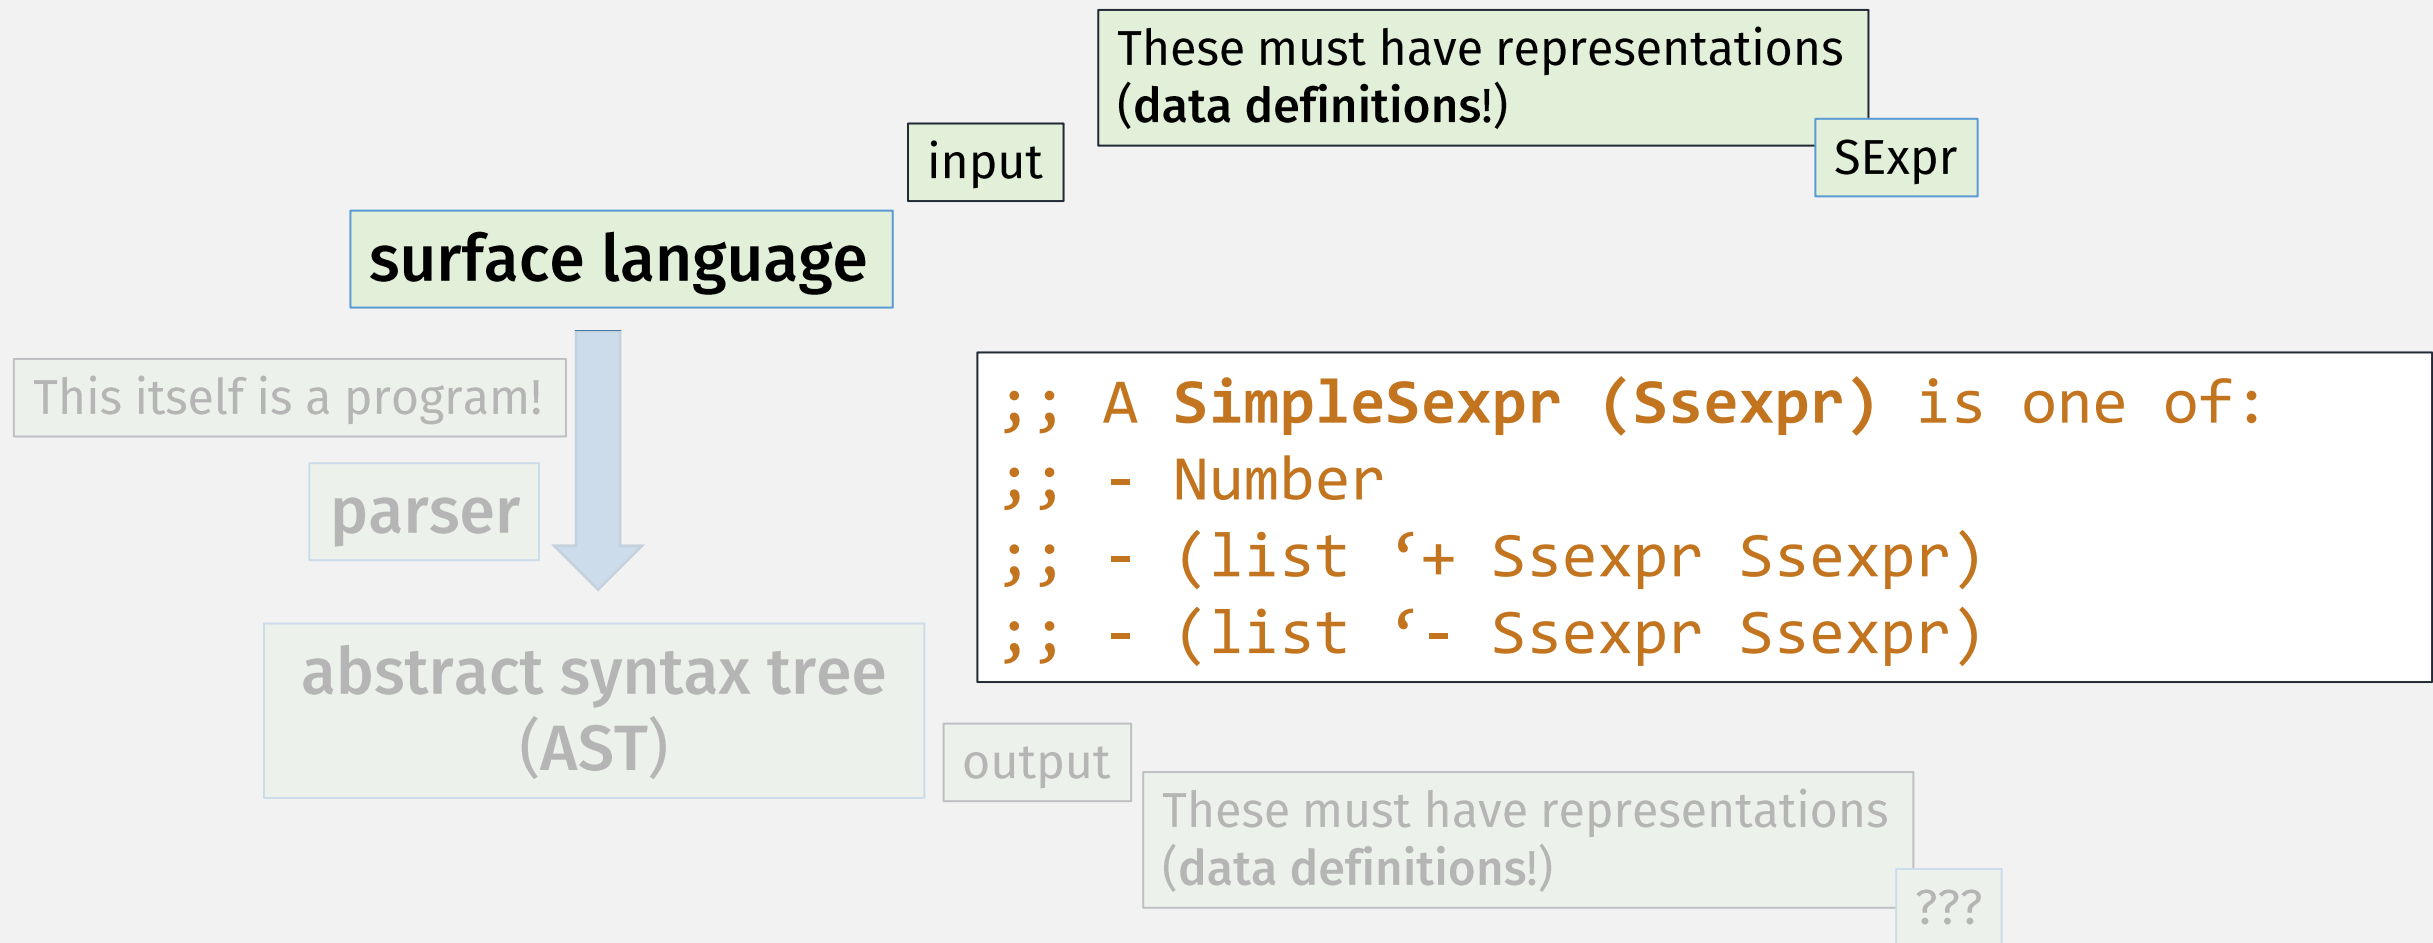 These must have representations
(data definitions!)
SExpr
input
surface language
This itself is a program!
parser
;; A SimpleSexpr (Ssexpr) is one of:
;; - Number
;; - (list ‘+ Ssexpr Ssexpr)
;; - (list ‘- Ssexpr Ssexpr)
abstract syntax tree
(AST)
output
These must have representations
(data definitions!)
???